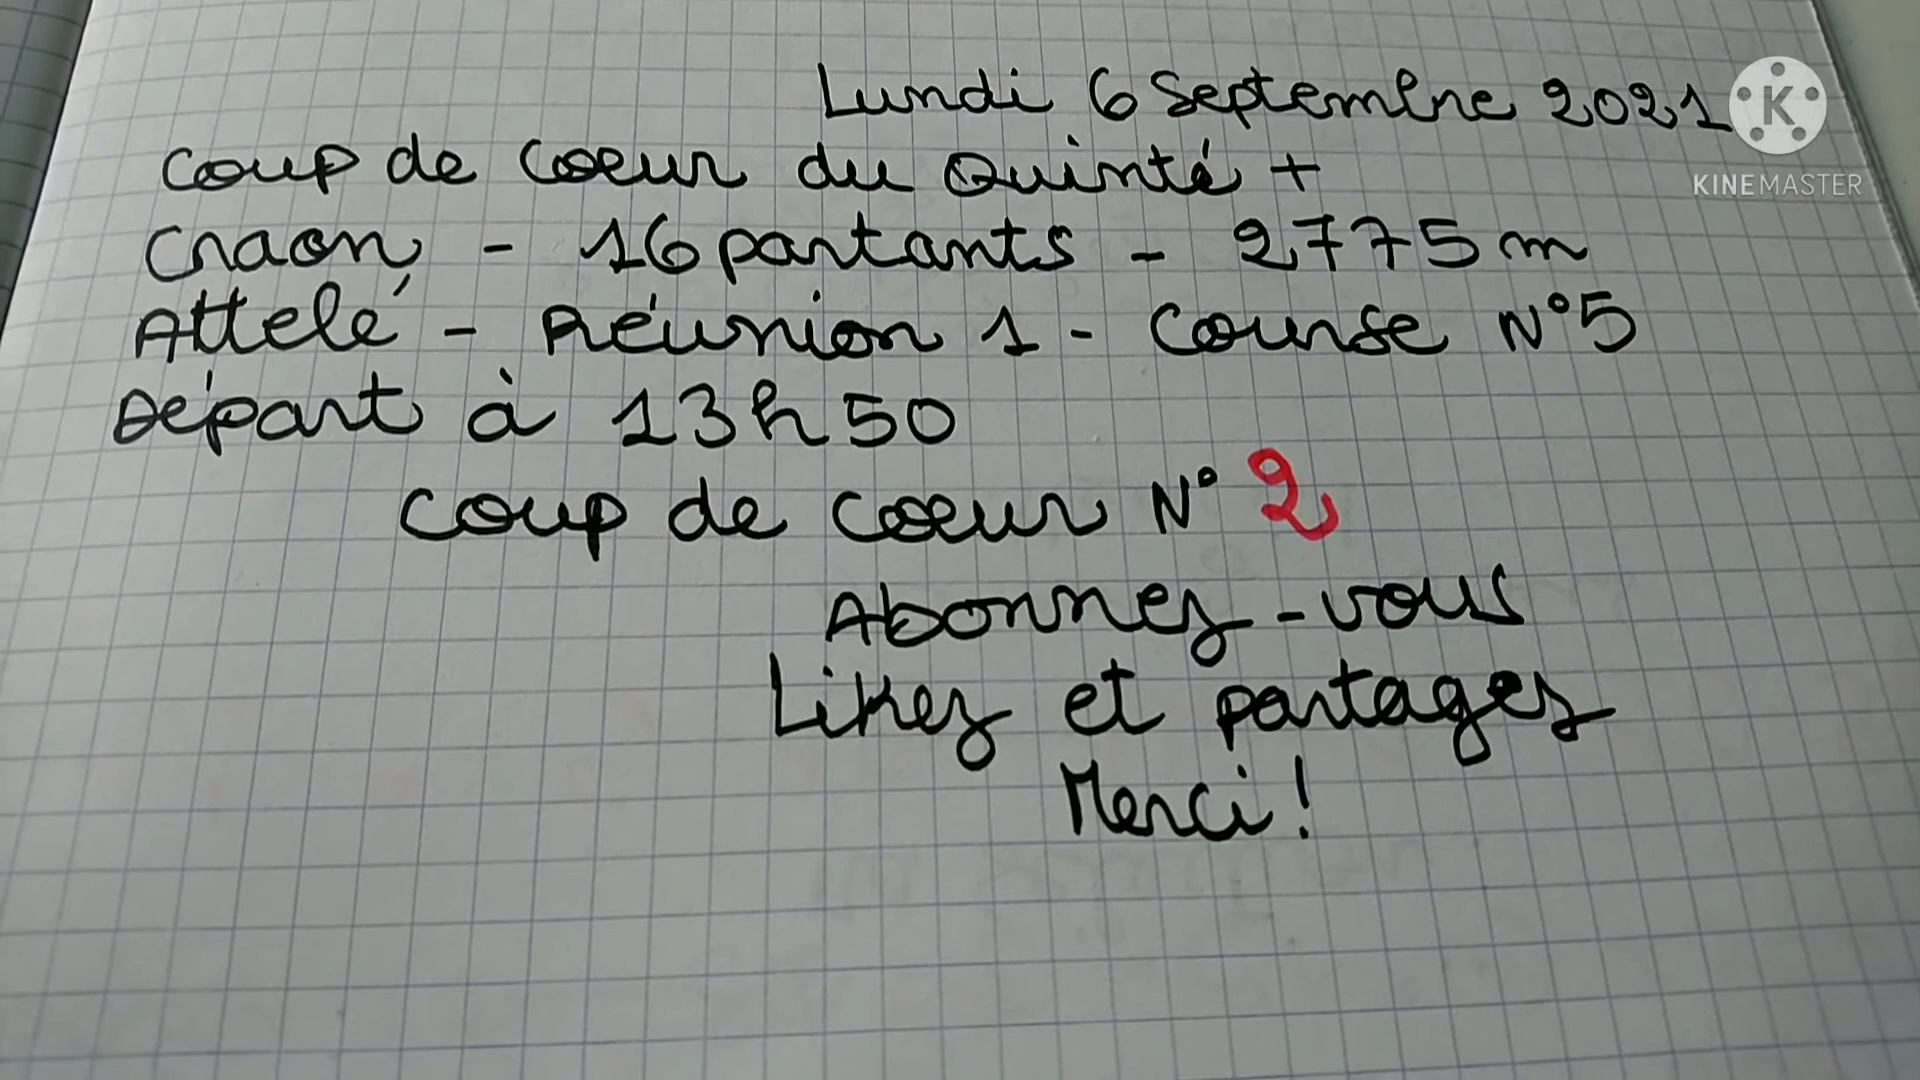 Lundi 6 Septembre 2021
Coup de coeur du Quinté +
Craon, - 16 partants - 2775 m
Attelé - Réunion 1 - Course N°5
Départ à 13h50
Coup de coeur N° 2
Abonnez-vous
Likez et partagez
Merci !
K
KINEMASTER